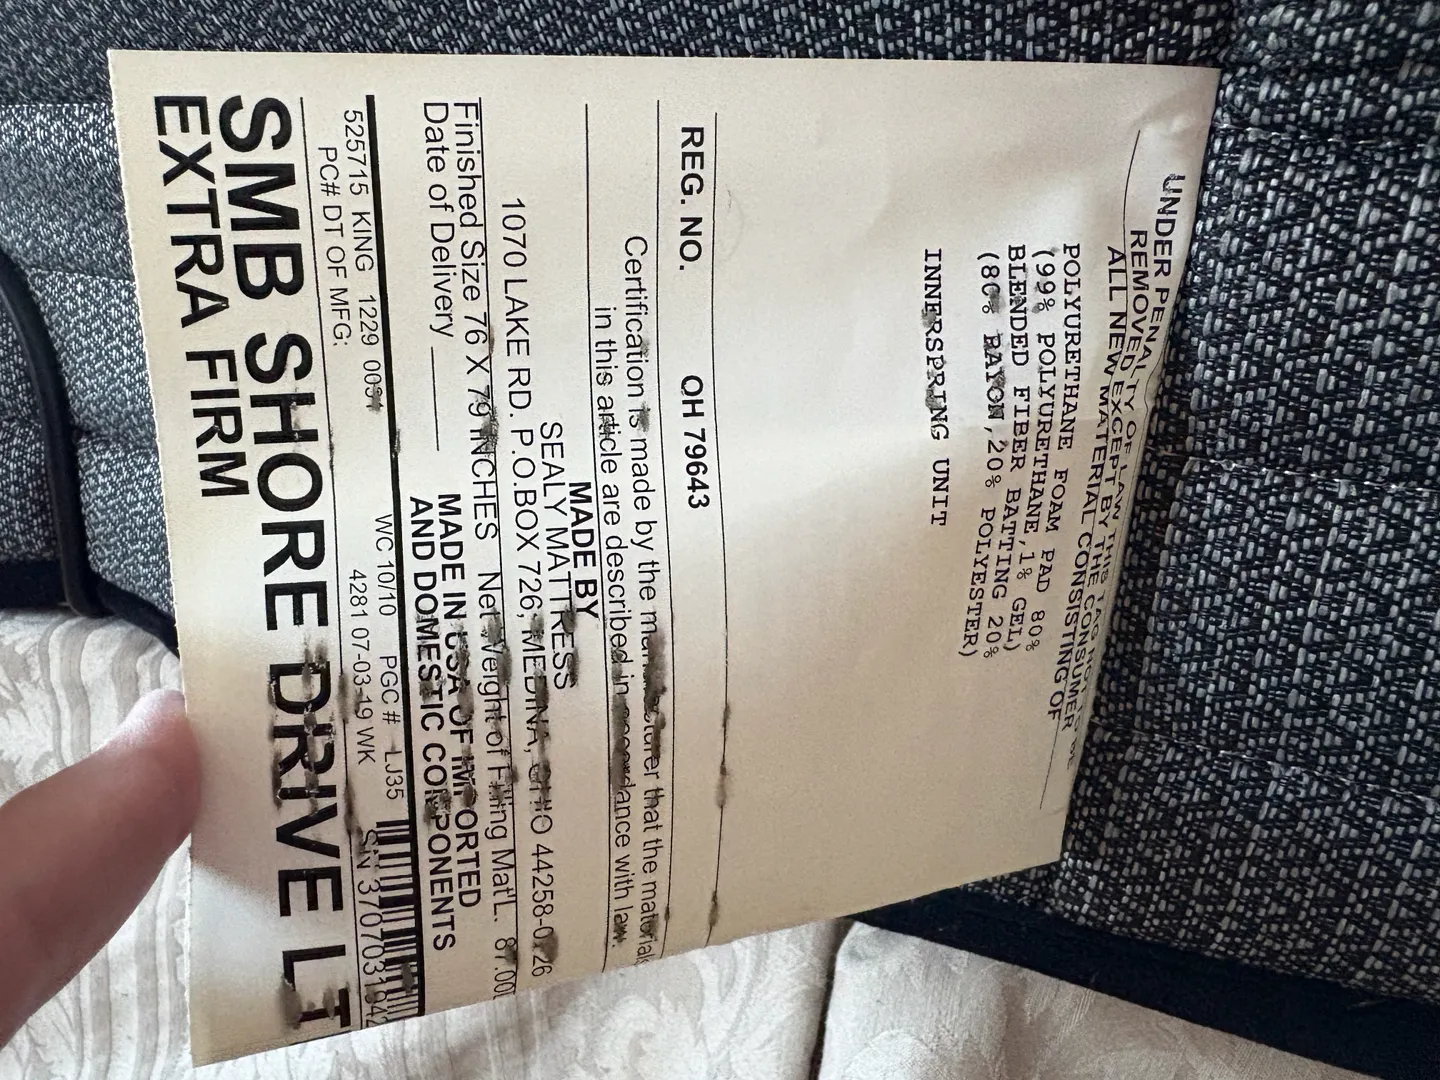 UNDER PENALTY OF LAW THIS TAG NOT
REMOVED EXCEPT BY THE CONSUMER
ALL NEW MATERIAL CONSISTING OF
POLYURETHANE FOAM PAD 80%
(99% POLYURETHANE,1% GEL)
BLENDED FIBER BATTING 20%
(80% RAYON,20% POLYESTER)
INNERSPRING UNIT
REG. NO. OH 79643
Certification is made by the manufacturer that the materials
in this article are described in accordance with law.
MADE BY
SEALY MATTRESS
1070 LAKE RD. P.O.BOX 726, MEDINA, OHIO 44258-0726
Finished Size 76 X 79 INCHES Net Weight of Filling Mat'L. 87.00
Date of Delivery
MADE IN USA OF IMPORTED
AND DOMESTIC COMPONENTS
525715 KING 1229 WC 10/10 PGC # LJ35
PC# DT OF MFG: 4281 07-03-19 WK S/N
SMB SHORE DRIVE LT
EXTRA FIRM